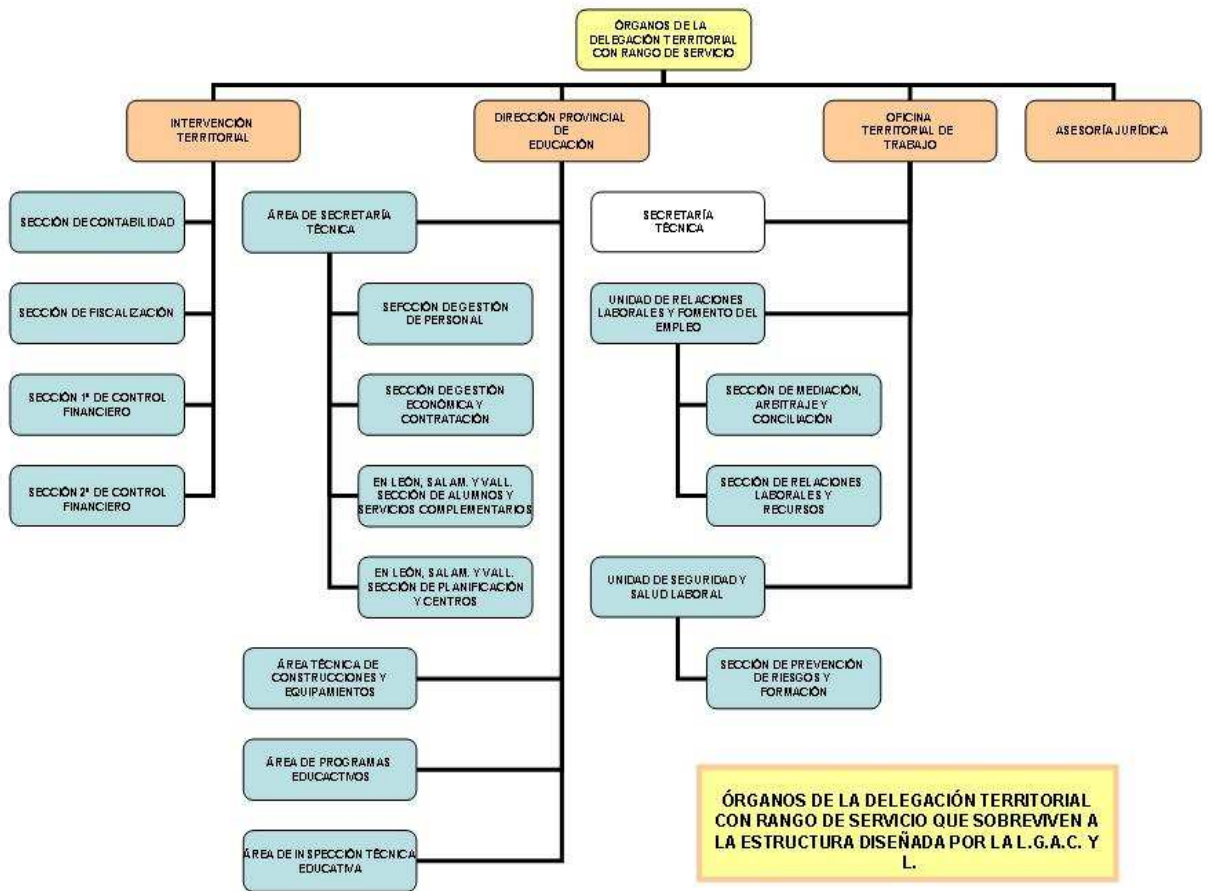 ÓRGANOS DE LA
DELEGACIÓN TERRITORIAL
CON RANGO DE SERVICIO
INTERVENCIÓN
TERRITORIAL
DIRECCIÓN PROVINCIAL
DE
EDUCACIÓN
OFICINA
TERRITORIAL DE
TRABAJO
ASESORÍA JURÍDICA
SECCIÓN DE CONTABILIDAD
SECCIÓN DE FISCALIZACIÓN
SECCIÓN 1ª DE CONTROL
FINANCIERO
SECCIÓN 2ª DE CONTROL
FINANCIERO
ÁREA DE SECRETARÍA
TÉCNICA
SEFCCIÓN DE GESTIÓN
DE PERSONAL
SECCIÓN DE GESTIÓN
ECONÓMICA Y
CONTRATACIÓN
EN LEÓN, SALAM. Y VALL.
SECCIÓN DE ALUMNOS Y
SERVICIOS COMPLEMENTARIOS
EN LEÓN, SALAM. Y VALL.
SECCIÓN DE PLANIFICACIÓN
Y CENTROS
ÁREA TÉCNICA DE
CONSTRUCCIONES Y
EQUIPAMIENTOS
ÁREA DE PROGRAMAS
EDUCACTIVOS
ÁREA DE INSPECCIÓN TÉCNICA
EDUCATIVA
SECRETARÍA
TÉCNICA
UNIDAD DE RELACIONES
LABORALES Y FOMENTO DEL
EMPLEO
SECCIÓN DE MEDIACIÓN,
ARBITRAJE Y
CONCILIACIÓN
SECCIÓN DE RELACIONES
LABORALES Y
RECURSOS
UNIDAD DE SEGURIDAD Y
SALUD LABORAL
SECCIÓN DE PREVENCIÓN
DE RIESGOS Y
FORMACIÓN
ÓRGANOS DE LA DELEGACIÓN TERRITORIAL
CON RANGO DE SERVICIO QUE SOBREVIVEN A
LA ESTRUCTURA DISEÑADA POR LA L.G.A.C. Y
L.